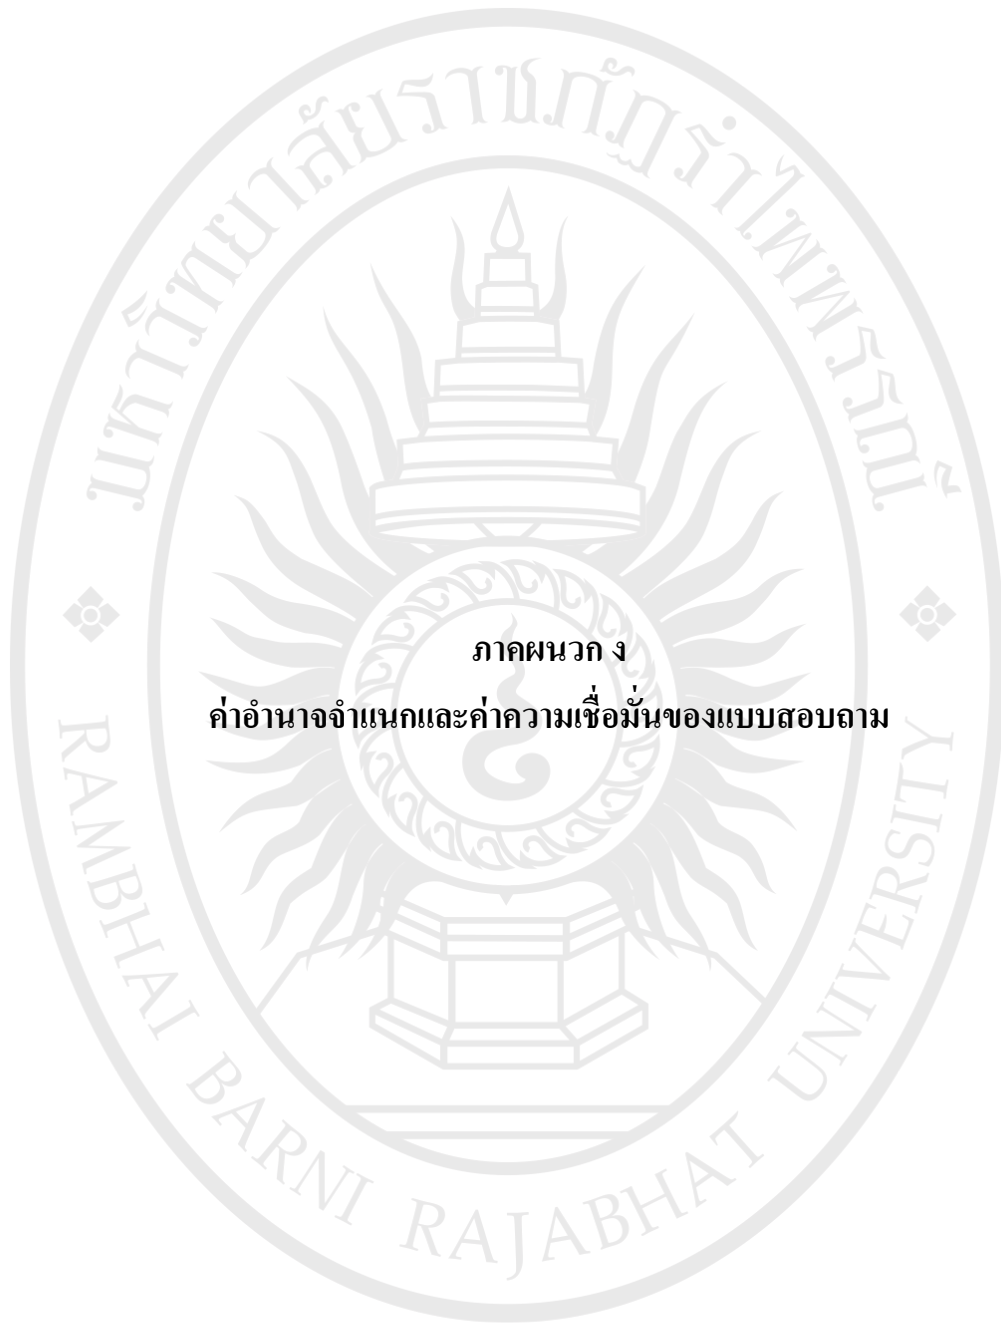 มหาวิทยาลัยราชภัฏรำไพพรรณี
ภาคผนวก ง
ค่าอำนาจจำแนกและค่าความเชื่อมั่นของแบบสอบถาม
RAMBHAI BARNI RAJABHAT UNIVERSITY